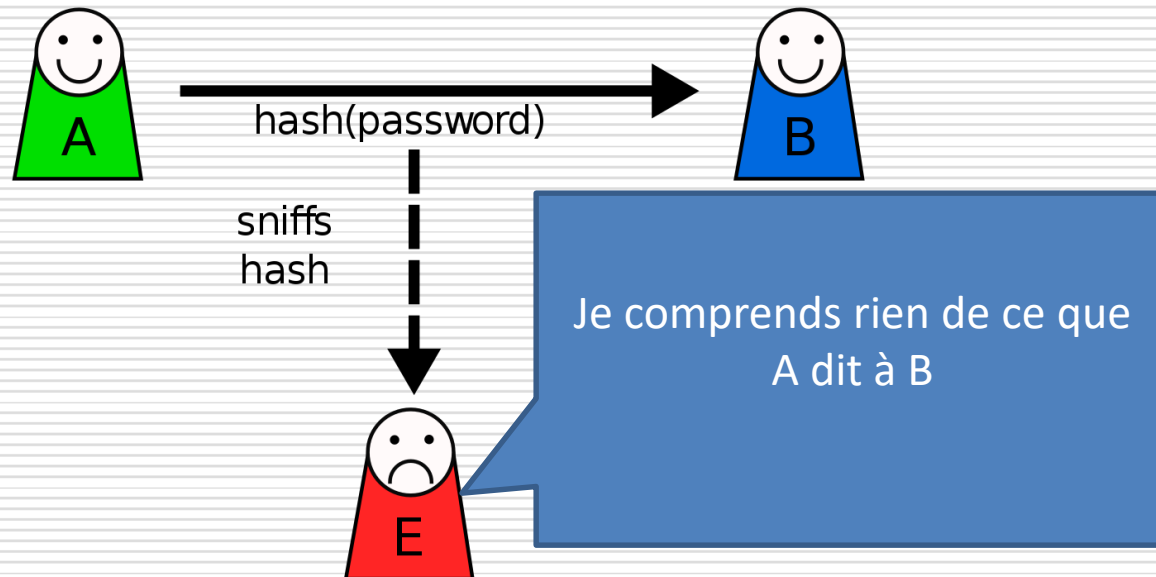 A
B
hash(password)
sniffs
hash
Je comprends rien de ce que
A dit à B
E